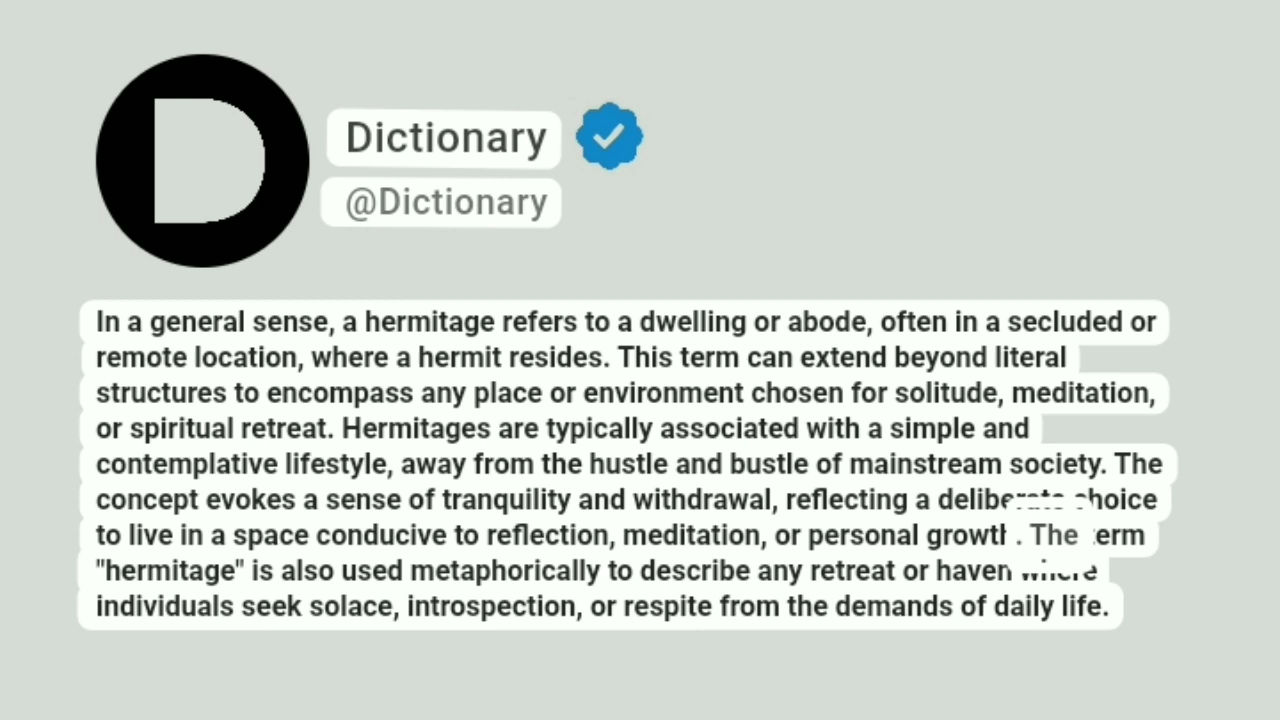 D
Dictionary
@Dictionary
In a general sense, a hermitage refers to a dwelling or abode, often in a secluded or
remote location, where a hermit resides. This term can extend beyond literal
structures to encompass any place or environment chosen for solitude, meditation,
or spiritual retreat. Hermitages are typically associated with a simple and
contemplative lifestyle, away from the hustle and bustle of mainstream society. The
concept evokes a sense of tranquility and withdrawal, reflecting a deliberate choice
to live in a space conducive to reflection, meditation, or personal growth. The term
"hermitage" is also used metaphorically to describe any retreat or haven where
individuals seek solace, introspection, or respite from the demands of daily life.